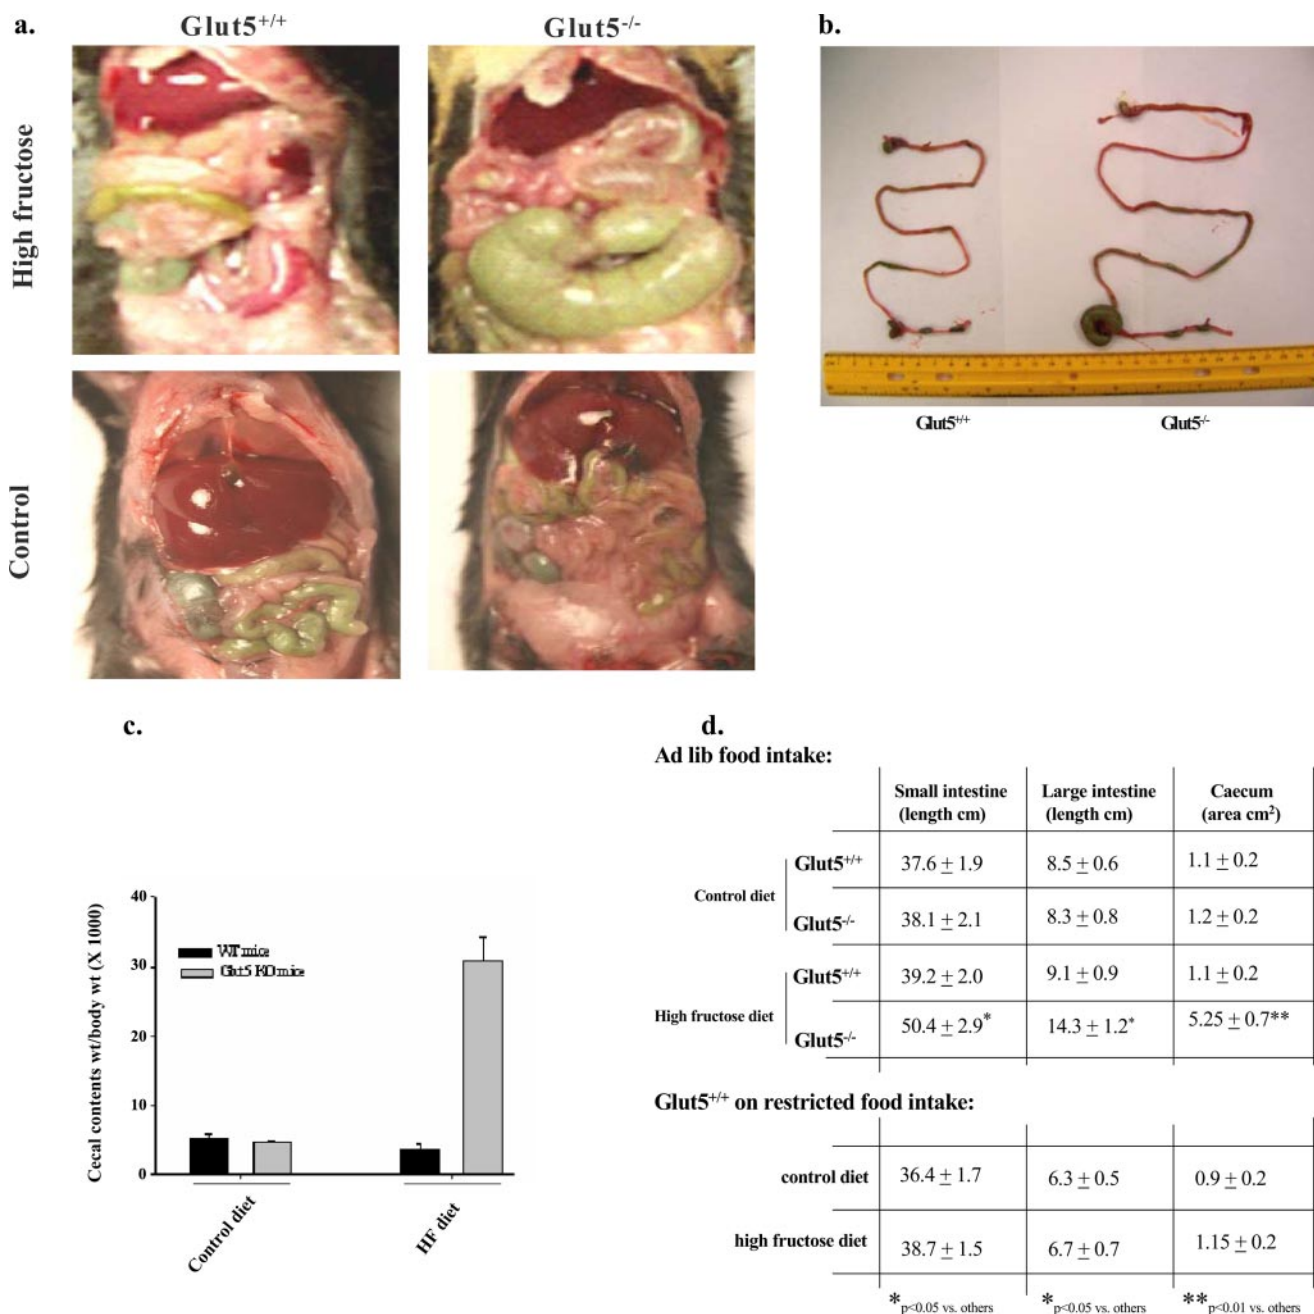 a.
Glut5+/+
Glut5-/-
High fructose
Control
b.
Glut5+/+
Glut5-/-
c.
Cecal contents wt/body wt (X 1000)
40
30
20
10
0
WT mice
Glut5 KO mice
Control diet
HF diet
d.
Ad lib food intake:
Small intestine (length cm)
Large intestine (length cm)
Caecum (area cm2)
Control diet
Glut5+/+ 37.6 ± 1.9 8.5 ± 0.6 1.1 ± 0.2
Glut5-/- 38.1 ± 2.1 8.3 ± 0.8 1.2 ± 0.2
High fructose diet
Glut5+/+ 39.2 ± 2.0 9.1 ± 0.9 1.1 ± 0.2
Glut5-/- 50.4 ± 2.9* 14.3 ± 1.2* 5.25 ± 0.7**
Glut5+/+ on restricted food intake:
control diet 36.4 ± 1.7 6.3 ± 0.5 0.9 ± 0.2
high fructose diet 38.7 ± 1.5 6.7 ± 0.7 1.15 ± 0.2
*p<0.05 vs. others *p<0.05 vs. others **p<0.01 vs. others